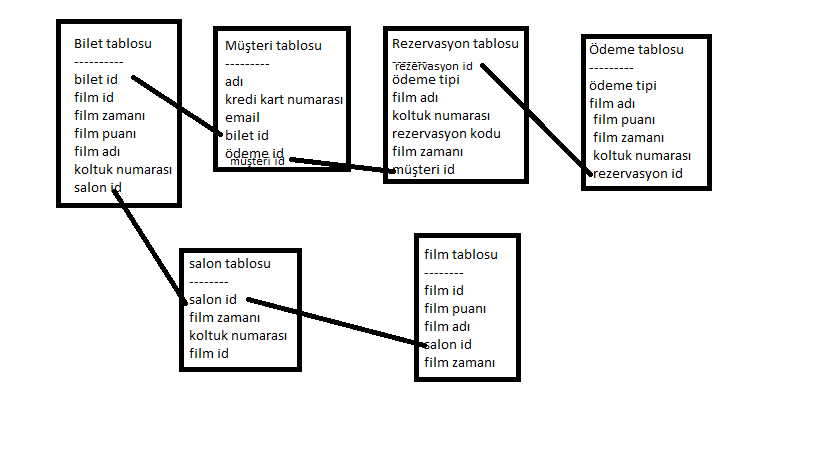 Bilet tablosu
----------
bilet id
film id
film zamanı
film puanı
film adı
koltuk numarası
salon id
Müşteri tablosu
---------
adı
kredi kart numarası
email
bilet id
ödeme id
müşteri id
Rezervasyon tablosu
rezervasyon id
ödeme tipi
film adı
koltuk numarası
rezervasyon kodu
film zamanı
müşteri id
Ödeme tablosu
---------
ödeme tipi
film adı
film puanı
film zamanı
koltuk numarası
rezervasyon id
salon tablosu
--------
salon id
film zamanı
koltuk numarası
film id
film tablosu
--------
film id
film puanı
film adı
salon id
film zamanı